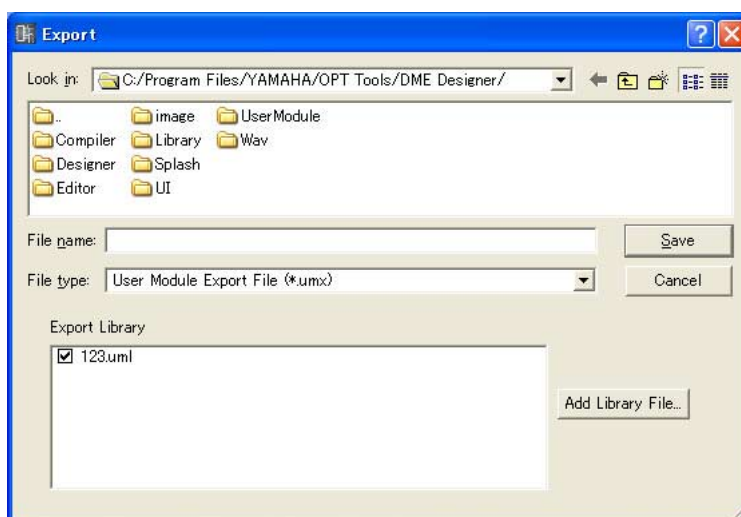 Export
Look in: C:/Program Files/YAMAHA/OPT Tools/DME Designer/
.. image UserModule
Compiler Library Wav
Designer Splash
Editor UI
File name: Save
File type: User Module Export File (*.umx) Cancel
Export Library
123.uml
Add Library File...